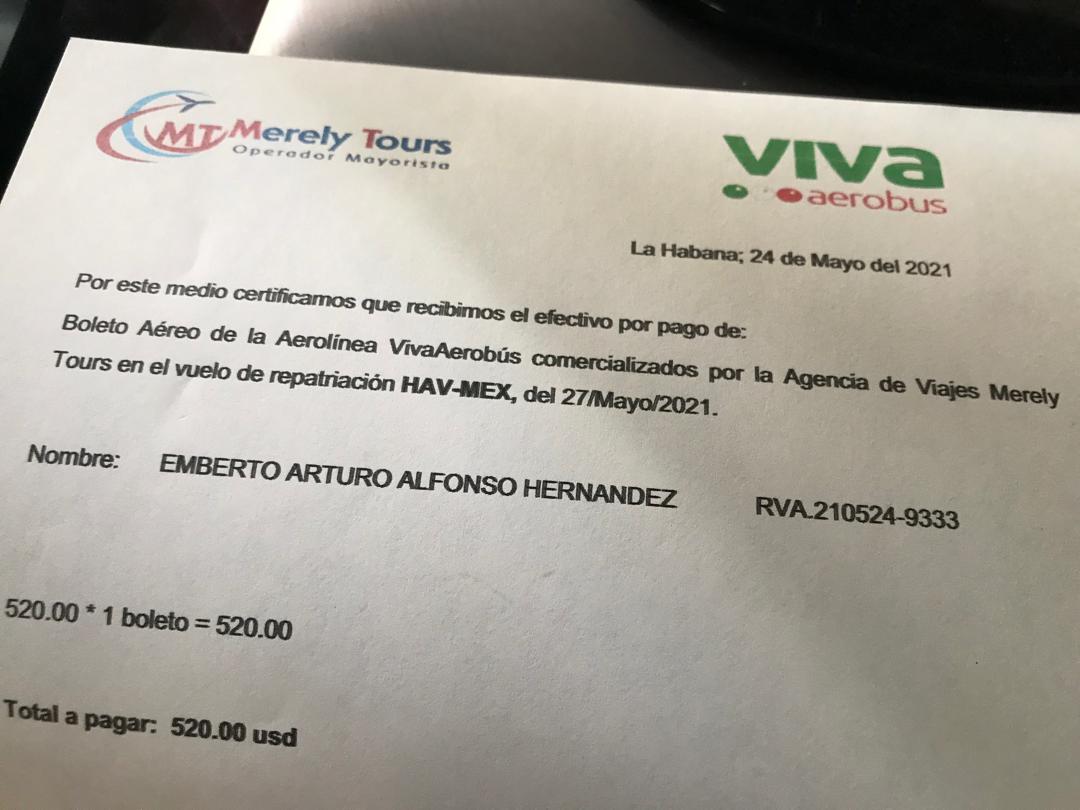 MT Merely Tours
Operador Mayorista
VIVA
aerobus
La Habana; 24 de Mayo del 2021
Por este medio certificamos que recibimos el efectivo por pago de:
Boleto Aéreo de la Aerolínea VivaAerobús comercializados por la Agencia de Viajes Merely
Tours en el vuelo de repatriación HAV-MEX, del 27/Mayo/2021.
Nombre: EMBERTO ARTURO ALFONSO HERNANDEZ RVA.210524-9333
520.00 * 1 boleto = 520.00
Total a pagar: 520.00 usd